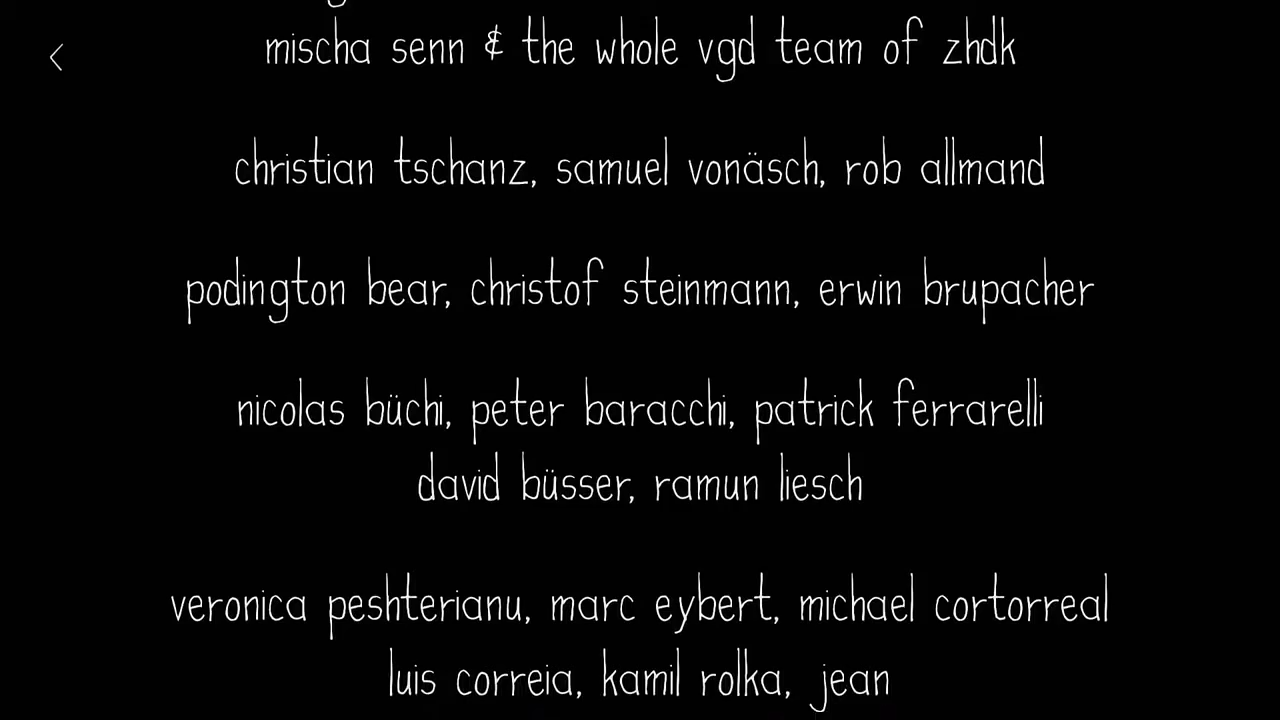 mischa senn & the whole vgd team of zhdk
christian tschanz, samuel vonäsch, rob allmand
podington bear, christof steinmann, erwin brupacher
nicolas büchi, peter baracchi, patrick ferrarelli
david büsser, ramun liesch
veronica peshterianu, marc eybert, michael cortorreal
luis correia, kamil rolka, jean